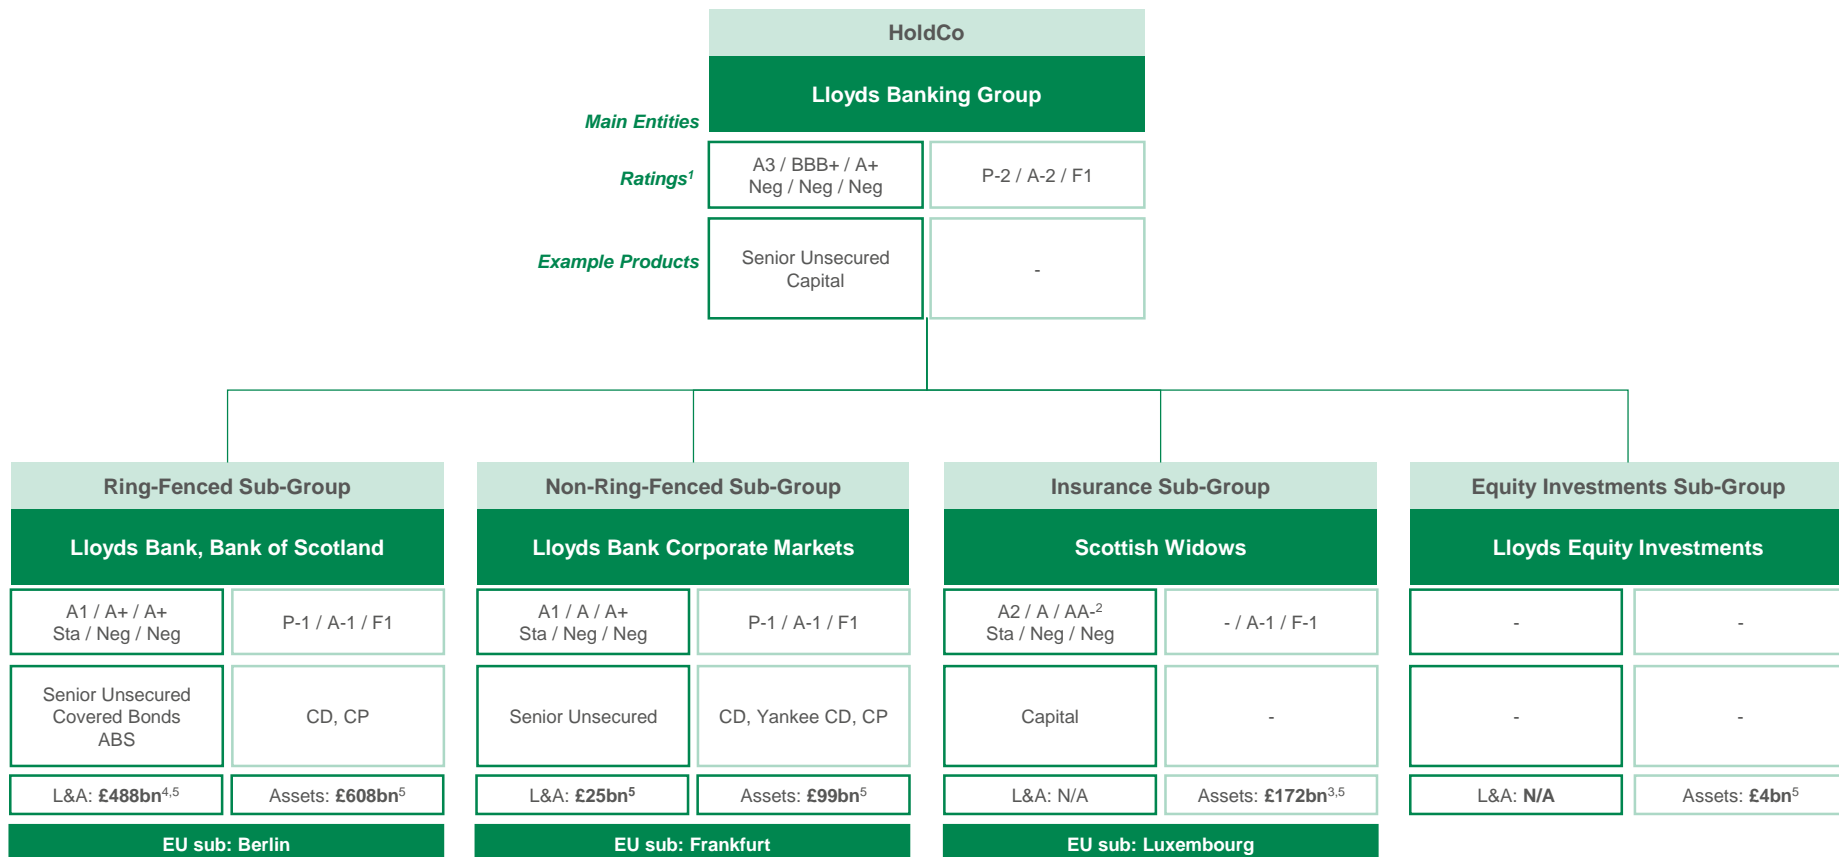 HoldCo
Lloyds Banking Group
Main Entities
Ratings1
A3 / BBB+ / A+
Neg / Neg / Neg
P-2 / A-2 / F1
Example Products
Senior Unsecured
Capital
-
Ring-Fenced Sub-Group
Lloyds Bank, Bank of Scotland
A1 / A+ / A+
Sta / Neg / Neg
P-1 / A-1 / F1
Senior Unsecured
Covered Bonds
ABS
CD, CP
L&A: £488bn4,5
Assets: £608bn5
EU sub: Berlin
Non-Ring-Fenced Sub-Group
Lloyds Bank Corporate Markets
A1 / A / A+
Sta / Neg / Neg
P-1 / A-1 / F1
Senior Unsecured
CD, Yankee CD, CP
L&A: £25bn5
Assets: £99bn5
EU sub: Frankfurt
Insurance Sub-Group
Scottish Widows
A2 / A / AA-2
Sta / Neg / Neg
- / A-1 / F-1
Capital
-
L&A: N/A
Assets: £172bn3,5
EU sub: Luxembourg
Equity Investments Sub-Group
Lloyds Equity Investments
-
-
-
-
L&A: N/A
Assets: £4bn5